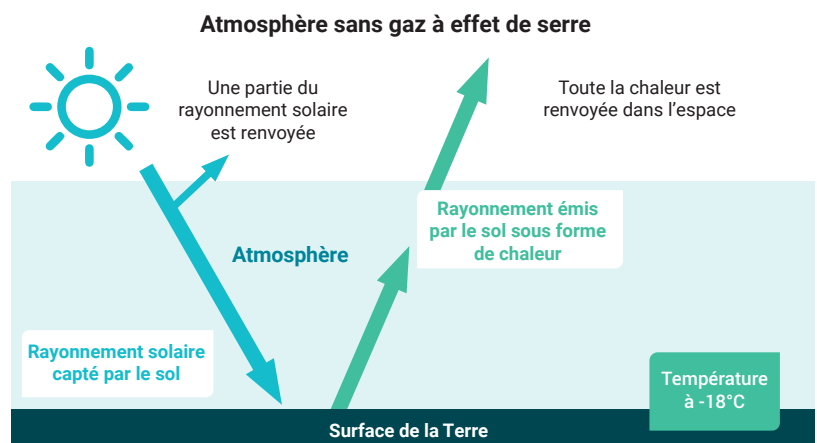 Atmosphère sans gaz à effet de serre
Une partie du
rayonnement solaire
est renvoyée
Toute la chaleur est
renvoyée dans l’espace
Rayonnement émis
par le sol sous forme
de chaleur
Atmosphère
Rayonnement solaire
capté par le sol
Température
à -18°C
Surface de la Terre